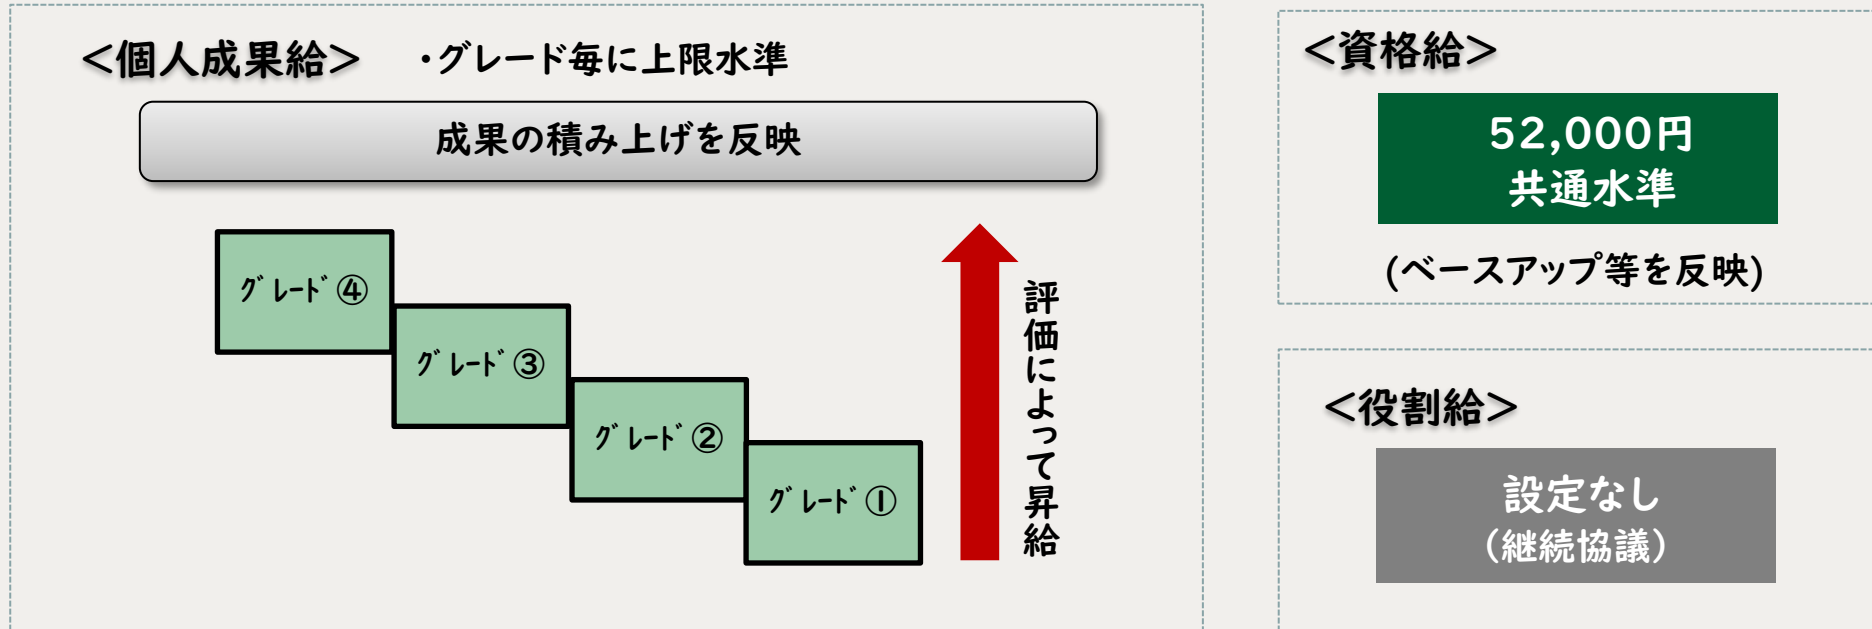 <個人成果給> ・グレード毎に上限水準
成果の積み上げを反映
グレード④
グレード③
グレード②
グレード①
評価によって昇給
<資格給>
52,000円
共通水準
(ベースアップ等を反映)
<役割給>
設定なし
(継続協議)